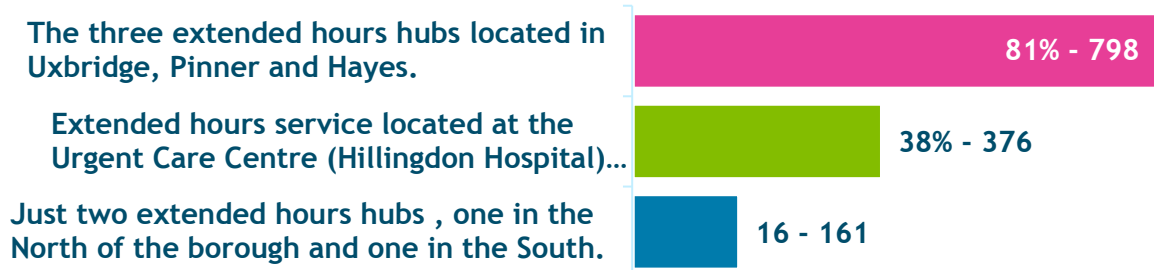 The three extended hours hubs located in
Uxbridge, Pinner and Hayes.
81% - 798
Extended hours service located at the
Urgent Care Centre (Hillingdon Hospital)…
38% - 376
Just two extended hours hubs , one in the
North of the borough and one in the South.
16 - 161